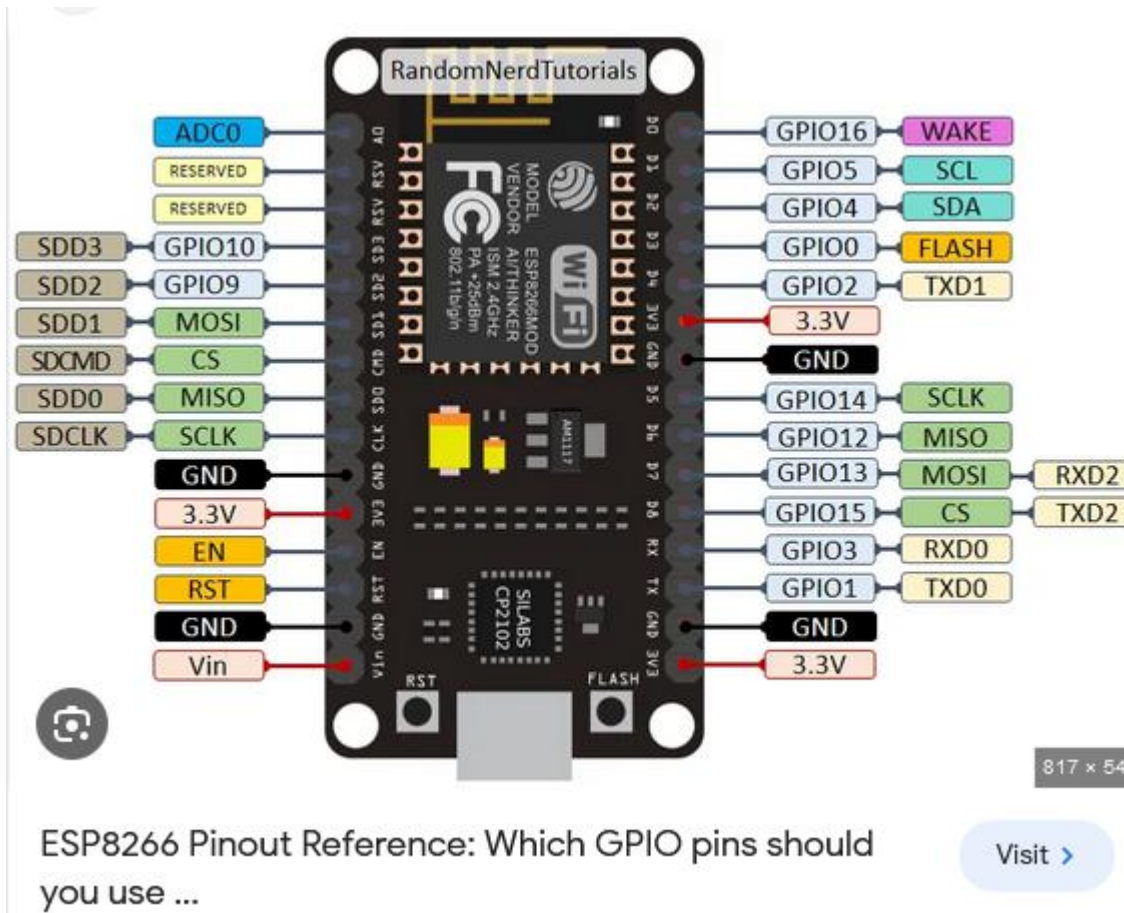 RandomNerdTutorials
ADC0 A0 D0 GPIO16 WAKE
RESERVED RSV D1 GPIO5 SCL
RESERVED RSV D2 GPIO4 SDA
SDD3 GPIO10 SD3 D3 GPIO0 FLASH
SDD2 GPIO9 SD2 D4 GPIO2 TXD1
SDD1 MOSI SD1 3V3 3.3V
SDCMD CS CMD GND GND
SDD0 MISO SD0 D5 GPIO14 SCLK
SDCLK SCLK CLK D6 GPIO12 MISO
GND GND D7 GPIO13 MOSI RXD2
3.3V 3V3 D8 GPIO15 CS TXD2
EN EN RX GPIO3 RXD0
RST RST TX GPIO1 TXD0
GND GND GND GND
Vin Vin 3V3 3.3V
MODEL ESP8266MOD
VENDOR AI/THINKER
ISM 2.4GHz
PA +25dBm
802.11b/g/n
FC
WiFi
AM1117
SILABS
CP2102
RST FLASH
817 × 54
ESP8266 Pinout Reference: Which GPIO pins should
you use ...
Visit >